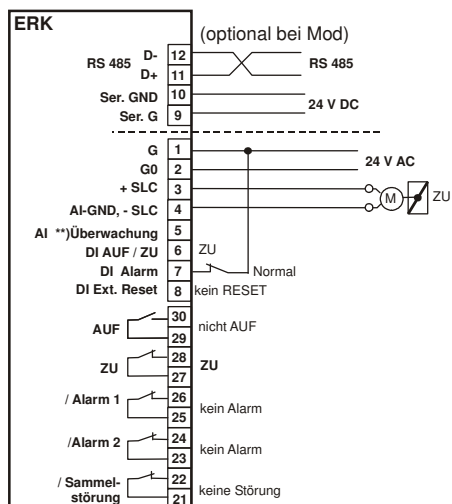 ERK
(optional bei Mod)
RS 485 D- 12 RS 485
D+ 11
Ser. GND 10 24 V DC
Ser. G 9
G 1 24 V AC
G0 2
+ SLC 3 M ZU
AI-GND, - SLC 4
AI **)Überwachung 5
DI AUF / ZU 6 ZU
DI Alarm 7 Normal
DI Ext. Reset 8 kein RESET
AUF 30 nicht AUF
29
ZU 28 ZU
27
/ Alarm 1 26 kein Alarm
25
/Alarm 2 24 kein Alarm
23
/ Sammel- 22 keine Störung
störung 21